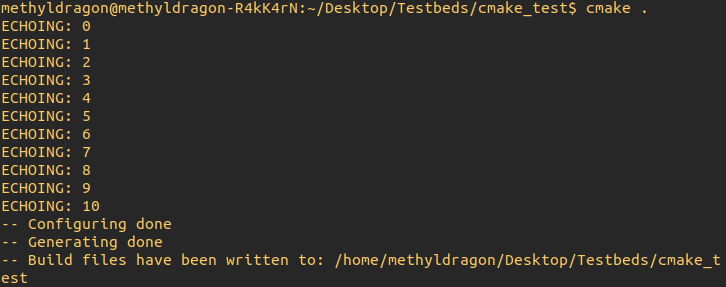 methyldragon@methyldragon-R4kK4rN:~/Desktop/Testbeds/cmake_test$ cmake .
ECHOING: 0
ECHOING: 1
ECHOING: 2
ECHOING: 3
ECHOING: 4
ECHOING: 5
ECHOING: 6
ECHOING: 7
ECHOING: 8
ECHOING: 9
ECHOING: 10
-- Configuring done
-- Generating done
-- Build files have been written to: /home/methyldragon/Desktop/Testbeds/cmake_t
est